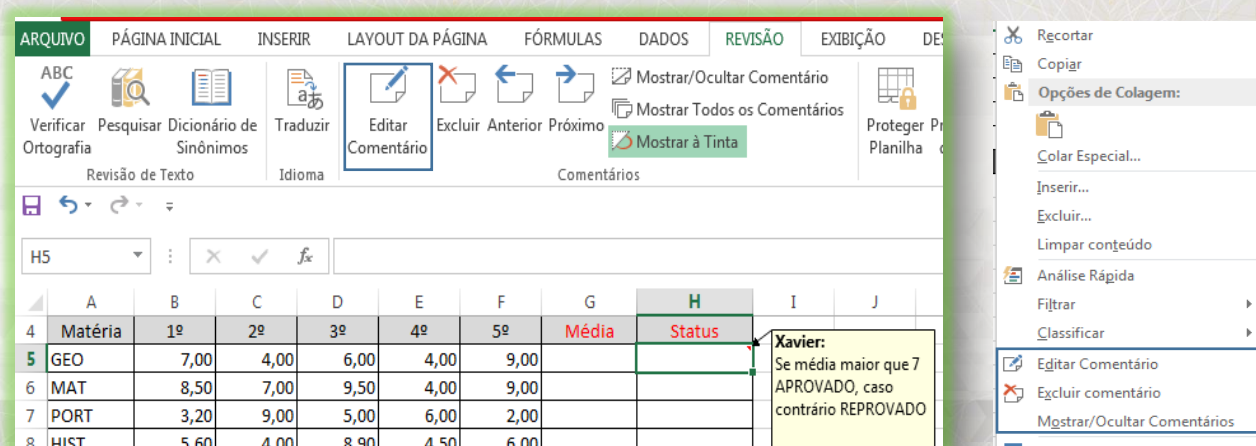 ARQUIVO PÁGINA INICIAL INSERIR LAYOUT DA PÁGINA FÓRMULAS DADOS REVISÃO EXIBIÇÃO DES
ABC
Verificar Ortografia
Pesquisar
Dicionário de Sinônimos
Traduzir
Editar Comentário
Excluir
Anterior
Próximo
Mostrar/Ocultar Comentário
Mostrar Todos os Comentários
Mostrar à Tinta
Proteger Planilha
Revisão de Texto Idioma Comentários
H5 fx
A B C D E F G H I J
4 Matéria 1º 2º 3º 4º 5º Média Status
5 GEO 7,00 4,00 6,00 4,00 9,00
6 MAT 8,50 7,00 9,50 4,00 9,00
7 PORT 3,20 9,00 5,00 6,00 2,00
8 HIST 5,60 4,00 8,90 4,50 6,00
Xavier:
Se média maior que 7
APROVADO, caso
contrário REPROVADO
Recortar
Copiar
Opções de Colagem:
Colar Especial...
Inserir...
Excluir...
Limpar conteúdo
Análise Rápida
Filtrar
Classificar
Editar Comentário
Excluir comentário
Mostrar/Ocultar Comentários